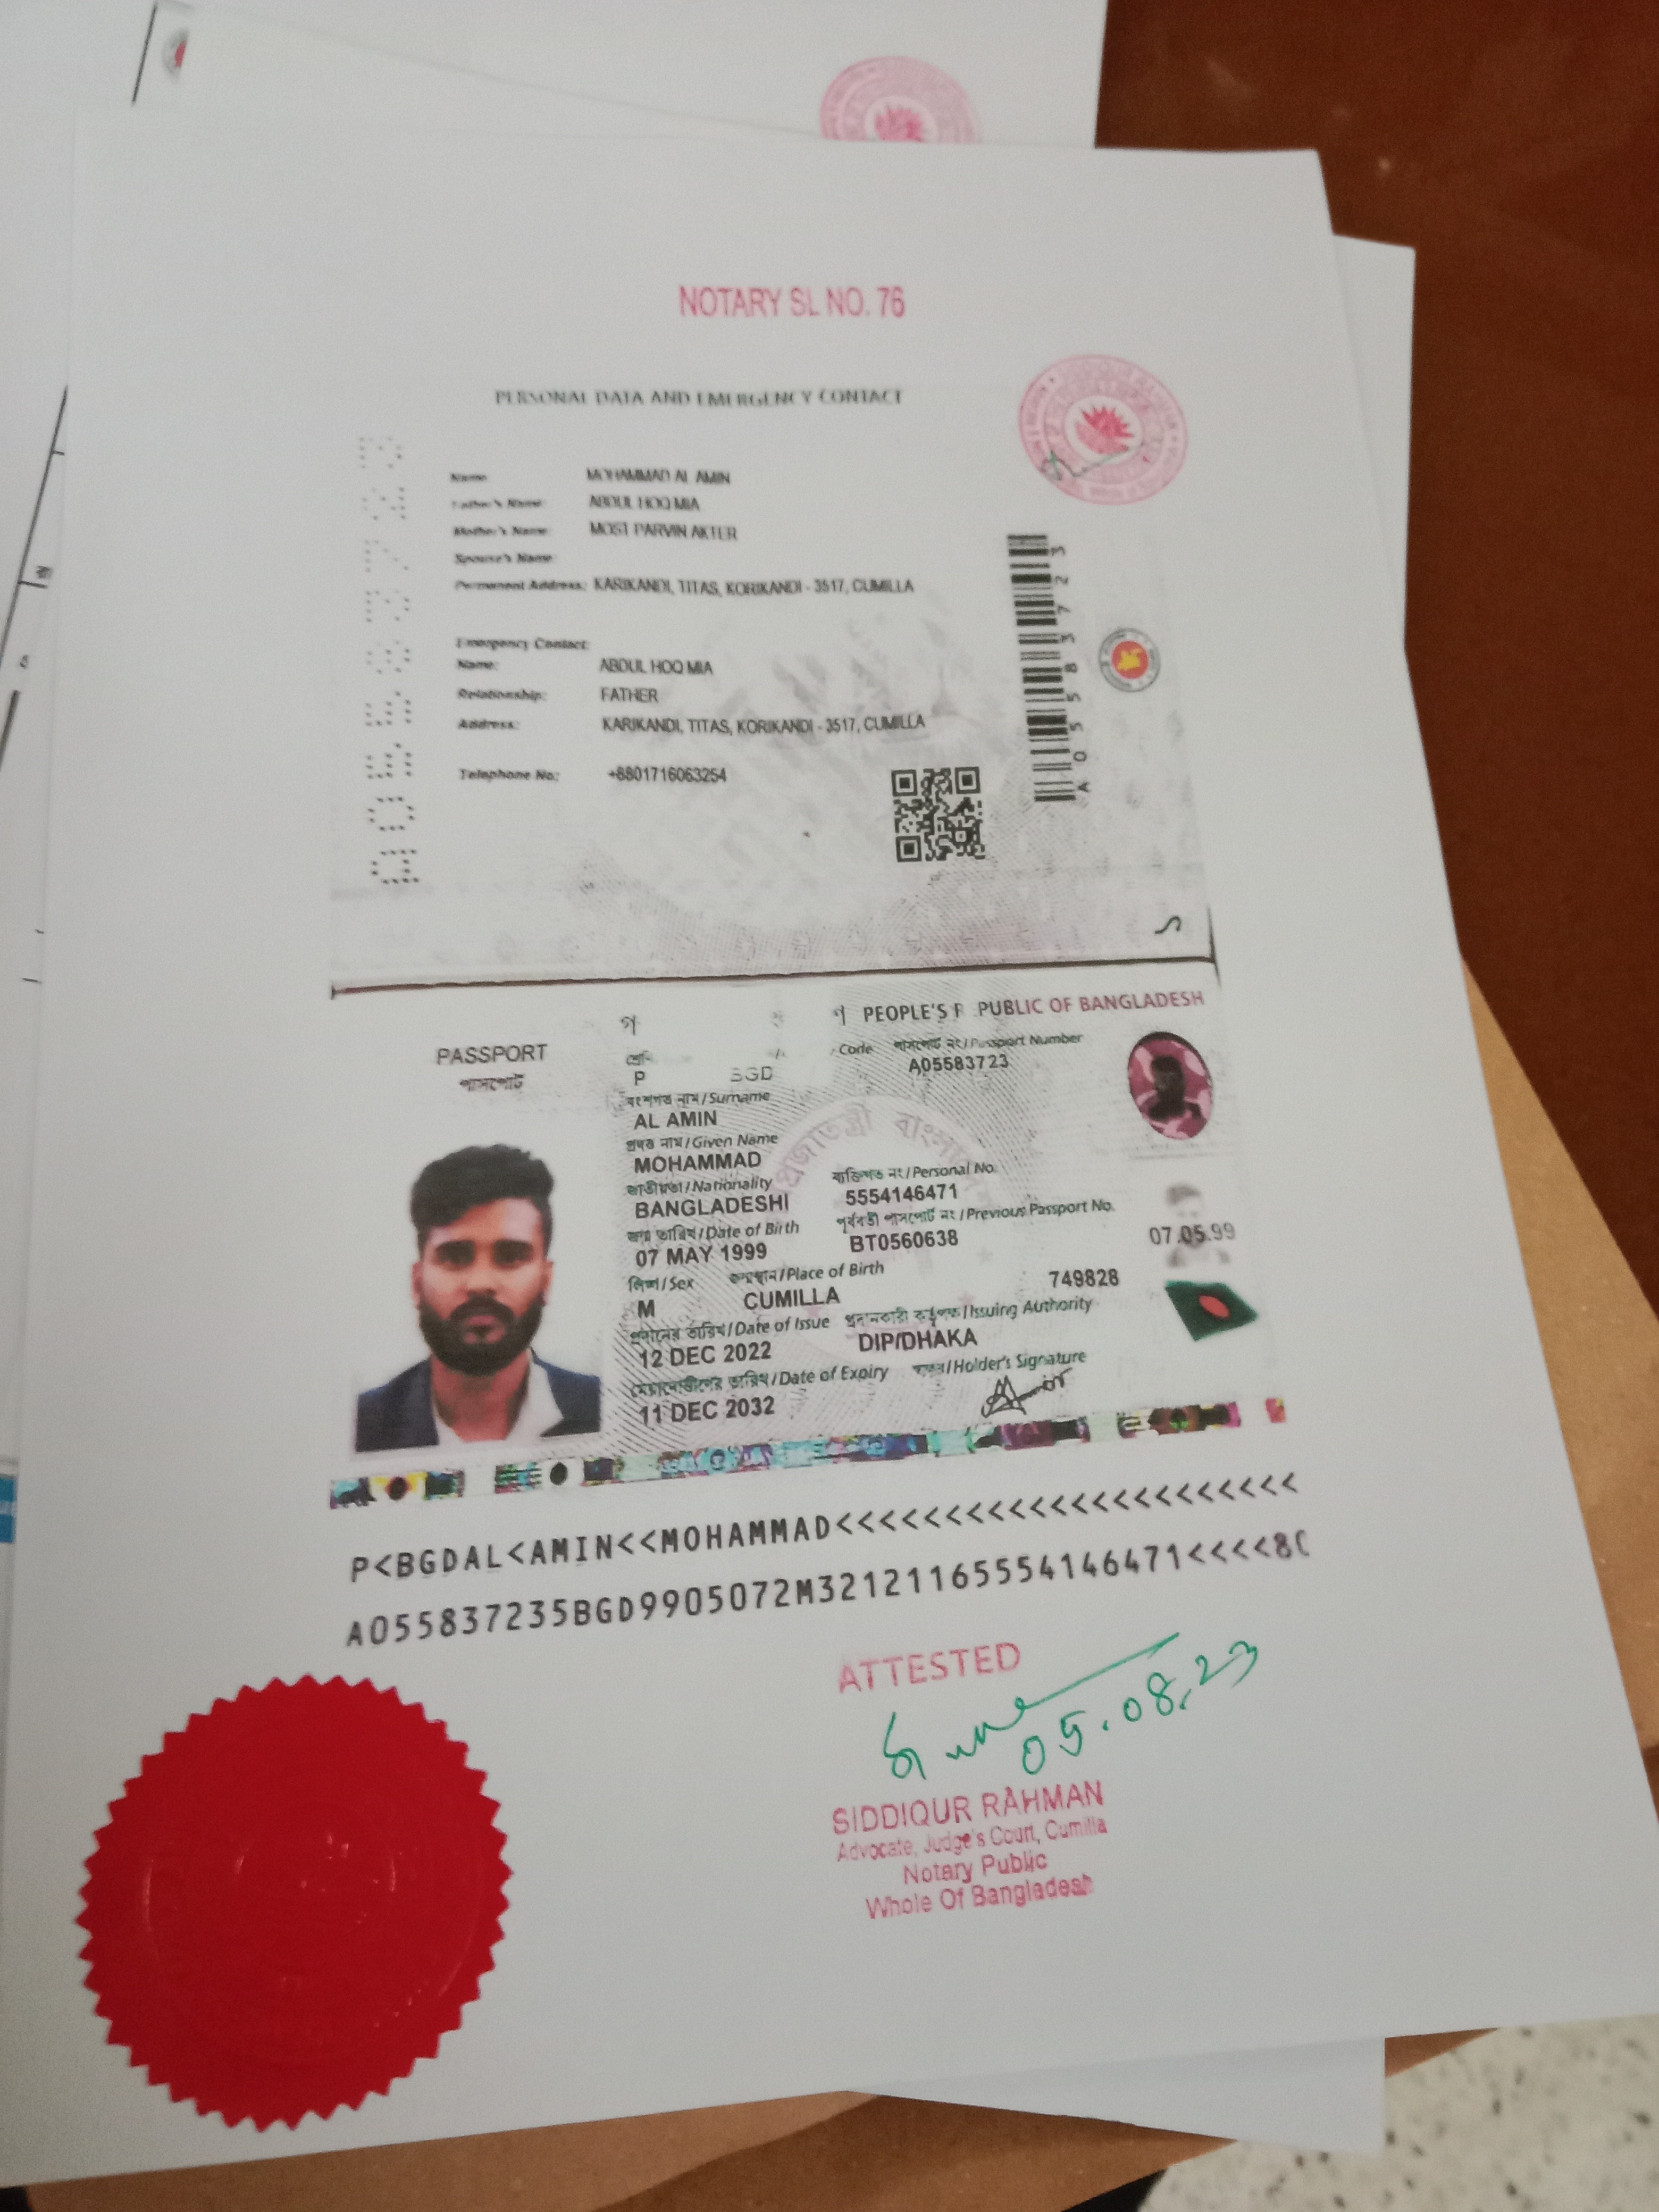 NOTARY SL NO. 76
PERSONAL DATA AND EMERGENCY CONTACT
Name: MOHAMMAD AL AMIN
Father's Name: ABDUL HOQ MIA
Mother's Name: MOST PARVIN AKTER
Spouse's Name:
Permanent Address: KARIKANDI, TITAS, KORIKANDI - 3517, CUMILLA
Emergency Contact:
Name: ABDUL HOQ MIA
Relationship: FATHER
Address: KARIKANDI, TITAS, KORIKANDI - 3517, CUMILLA
Telephone No: +8801716063254
A05583723
PEOPLE'S R PUBLIC OF BANGLADESH
PASSPORT
পাসপোর্ট
Code পাসপোর্ট নং/Passport Number
P BGD A05583723
বংশগত নাম/Surname
AL AMIN
প্রদত্ত নাম/Given Name
MOHAMMAD
জাতীয়তা/Nationality ব্যক্তিগত নং/Personal No.
BANGLADESHI 5554146471
জন্ম তারিখ/Date of Birth পূর্ববর্তী পাসপোর্ট নং/Previous Passport No.
07 MAY 1999 BT0560638
07.05.99
লিঙ্গ/Sex জন্মস্থান/Place of Birth
M CUMILLA 749828
প্রদানের তারিখ/Date of Issue প্রদানকারী কর্তৃপক্ষ/Issuing Authority
12 DEC 2022 DIP/DHAKA
মেয়াদোত্তীর্ণের তারিখ/Date of Expiry স্বাক্ষর/Holder's Signature
11 DEC 2032
P<BGDAL<AMIN<<MOHAMMAD<<<<<<<<<<<<<<<<<<<<<
A055837235BGD9905072M32121165554146471<<<<8
ATTESTED
05.08.23
SIDDIQUR RAHMAN
Advocate, Judge's Court, Cumilla
Notary Public
Whole Of Bangladesh